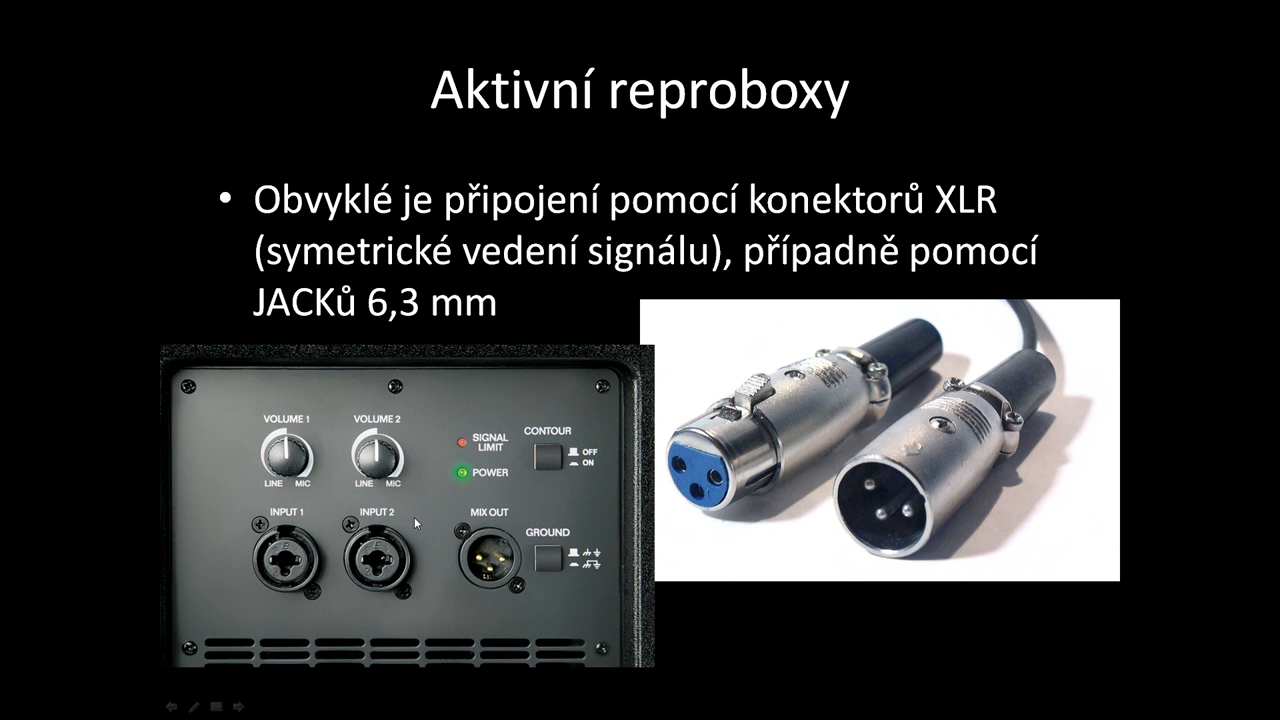 Aktivní reproboxy
• Obvyklé je připojení pomocí konektorů XLR
(symetrické vedení signálu), případně pomocí
JACKů 6,3 mm
VOLUME 1
VOLUME 2
LINE MIC
LINE MIC
SIGNAL
LIMIT
POWER
CONTOUR
OFF
ON
INPUT 1
INPUT 2
MIX OUT
GROUND